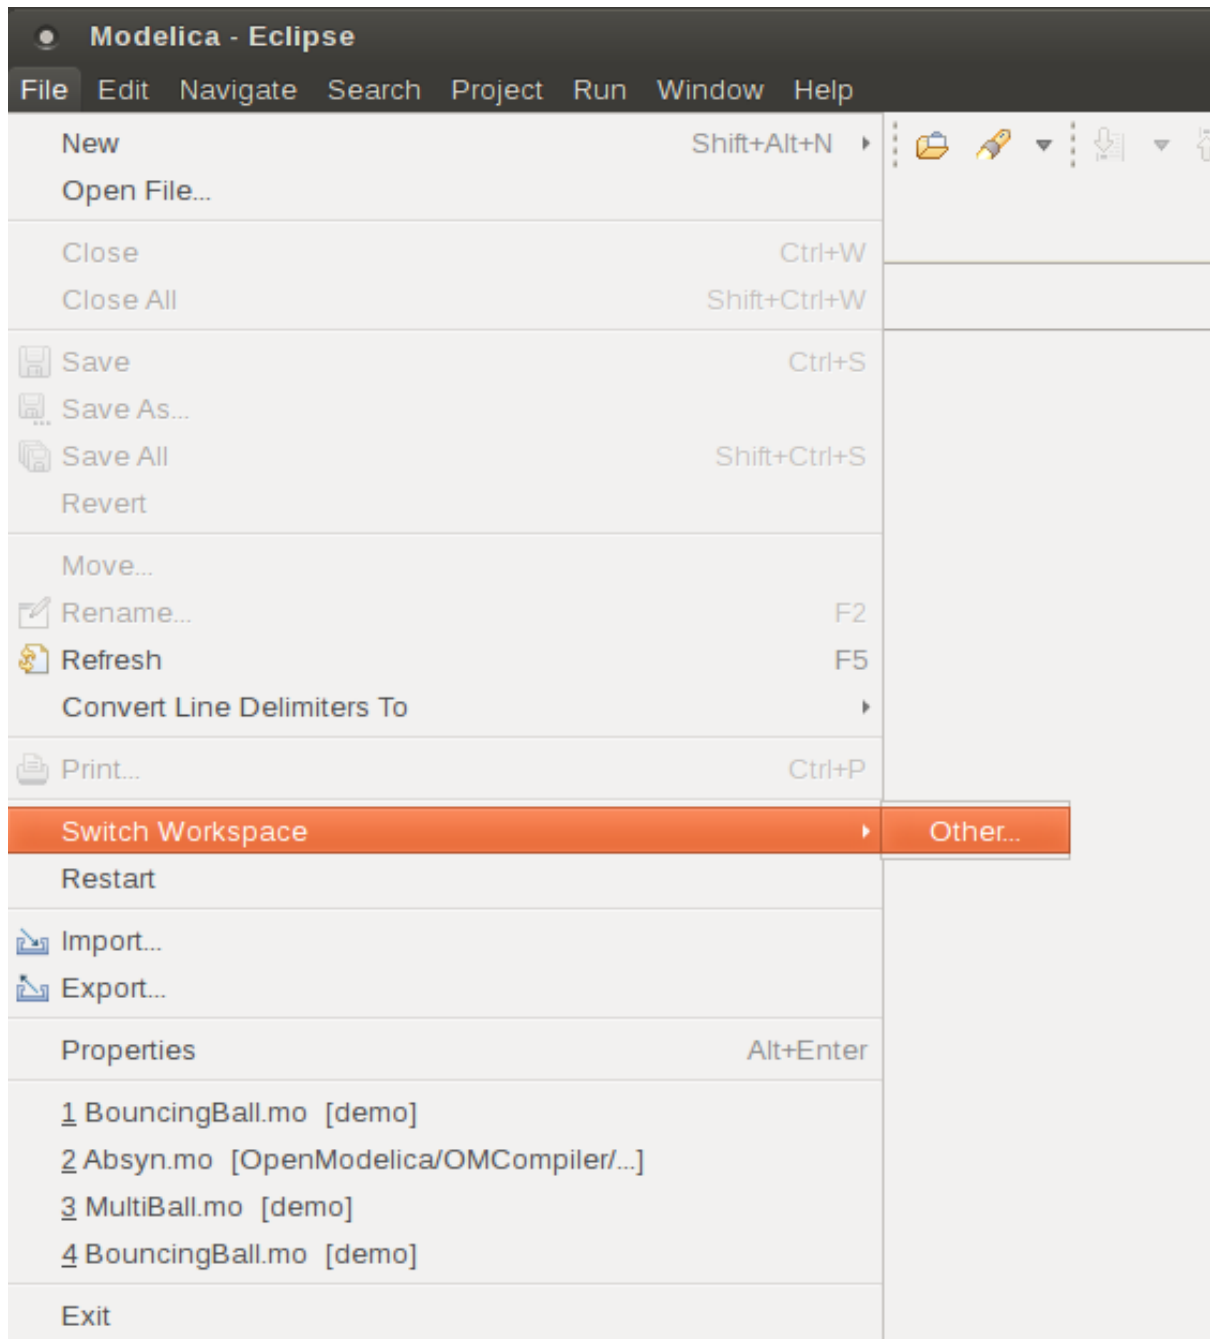 Modelica - Eclipse
File Edit Navigate Search Project Run Window Help
New Shift+Alt+N
Open File...
Close Ctrl+W
Close All Shift+Ctrl+W
Save Ctrl+S
Save As...
Save All Shift+Ctrl+S
Revert
Move...
Rename... F2
Refresh F5
Convert Line Delimiters To
Print... Ctrl+P
Switch Workspace Other...
Restart
Import...
Export...
Properties Alt+Enter
1 BouncingBall.mo [demo]
2 Absyn.mo [OpenModelica/OMCompiler/...]
3 MultiBall.mo [demo]
4 BouncingBall.mo [demo]
Exit